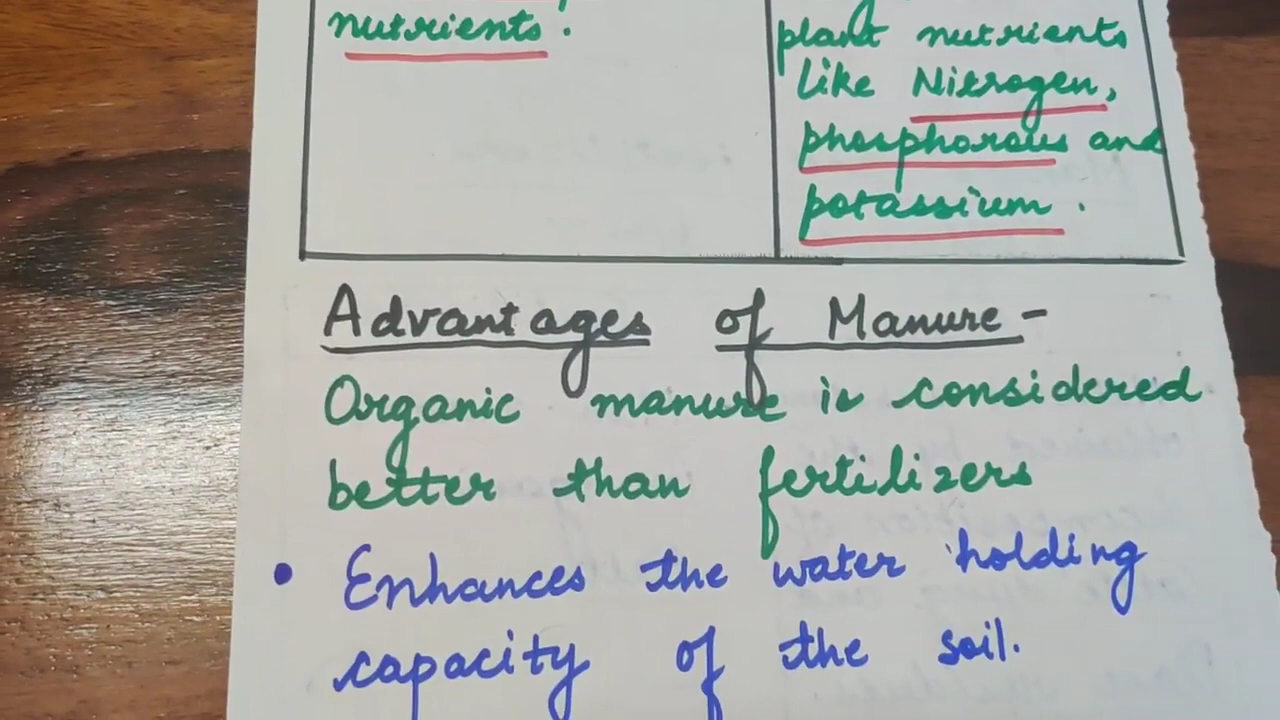 nutrients.
plant nutrients
like Nitrogen,
phosphorous and
potassium.
Advantages of Manure -
Organic manure is considered
better than fertilizers
• Enhances the water holding
capacity of the soil.